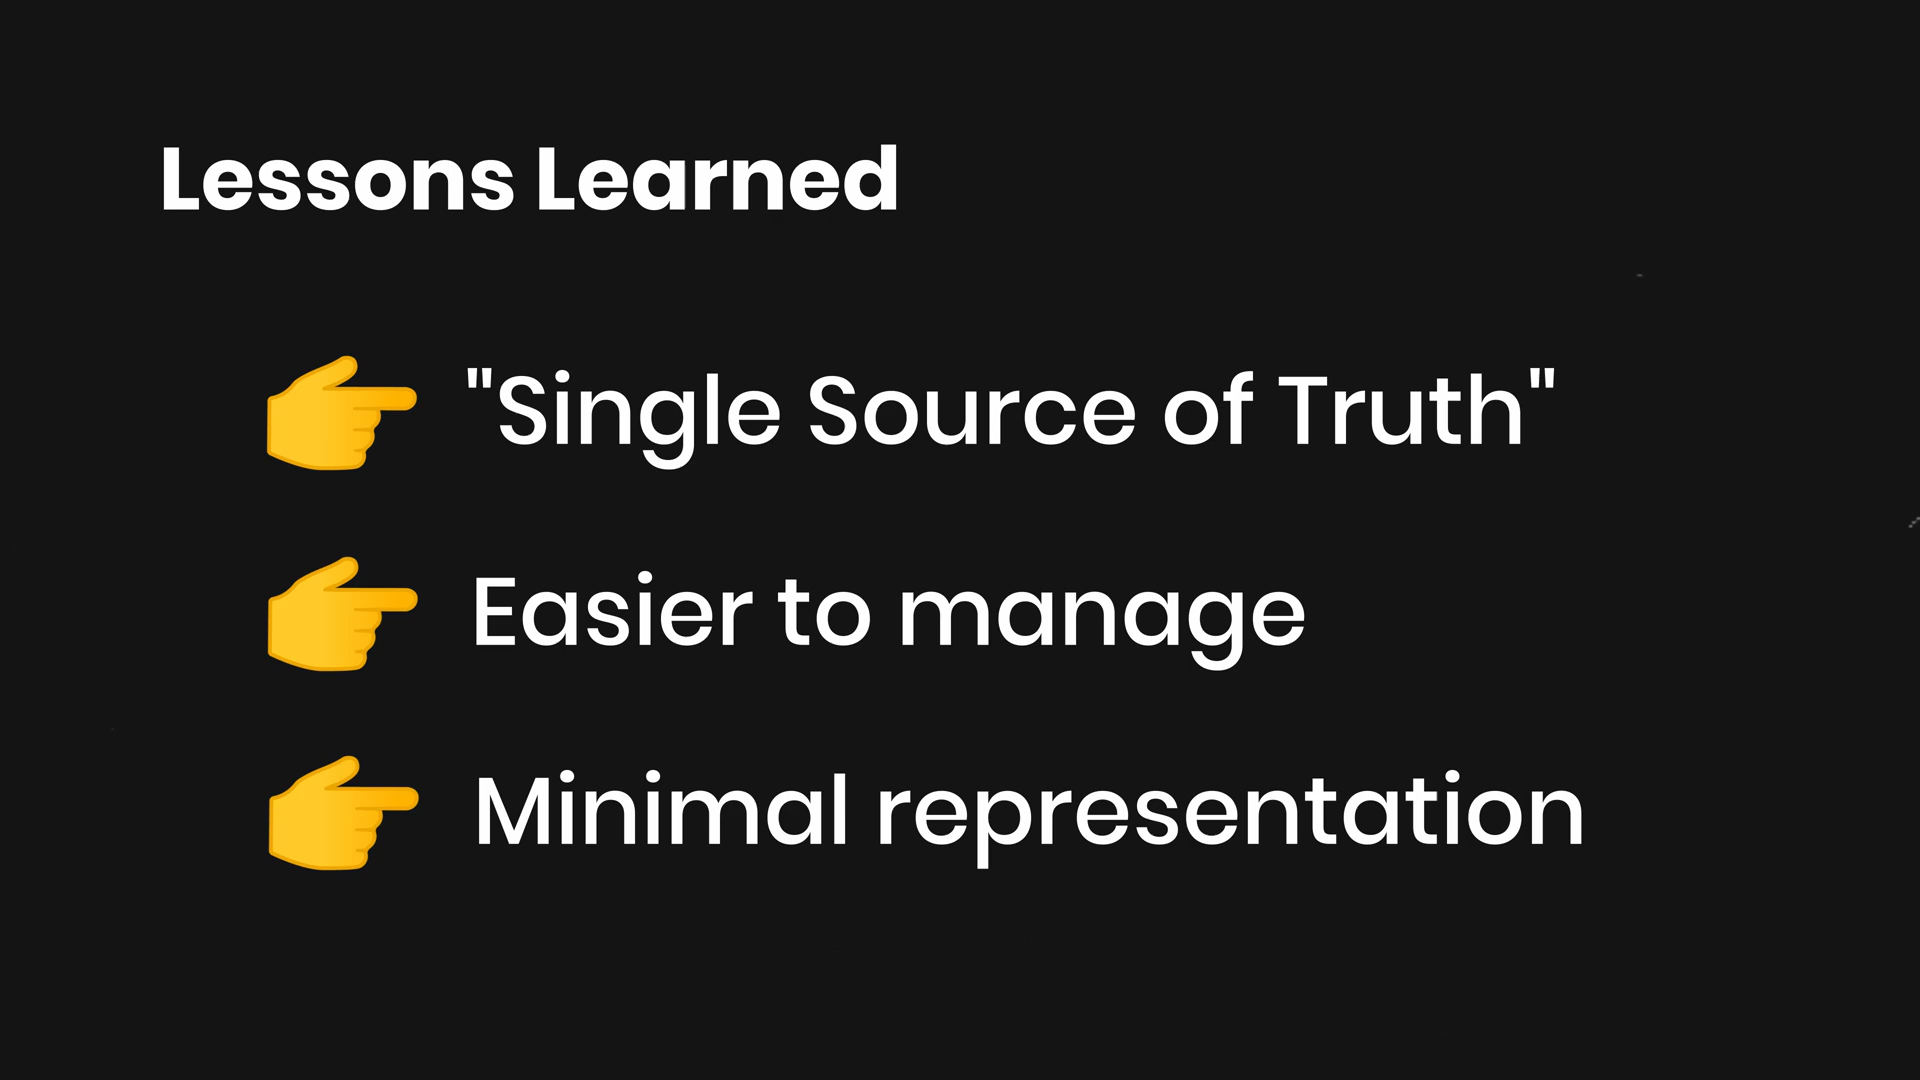 Lessons Learned
"Single Source of Truth"
Easier to manage
Minimal representation